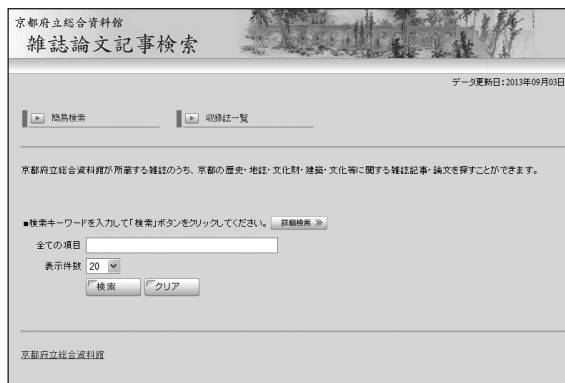 京都府立総合資料館
雑誌論文記事検索
データ更新日:2013年09月03日
簡易検索 収録誌一覧
京都府立総合資料館が所蔵する雑誌のうち、京都の歴史・地誌・文化財・建築・文化等に関する雑誌記事・論文を探すことができます。
■検索キーワードを入力して「検索」ボタンをクリックしてください。 詳細検索 ≫
全ての項目
表示件数 20
検索 クリア
京都府立総合資料館